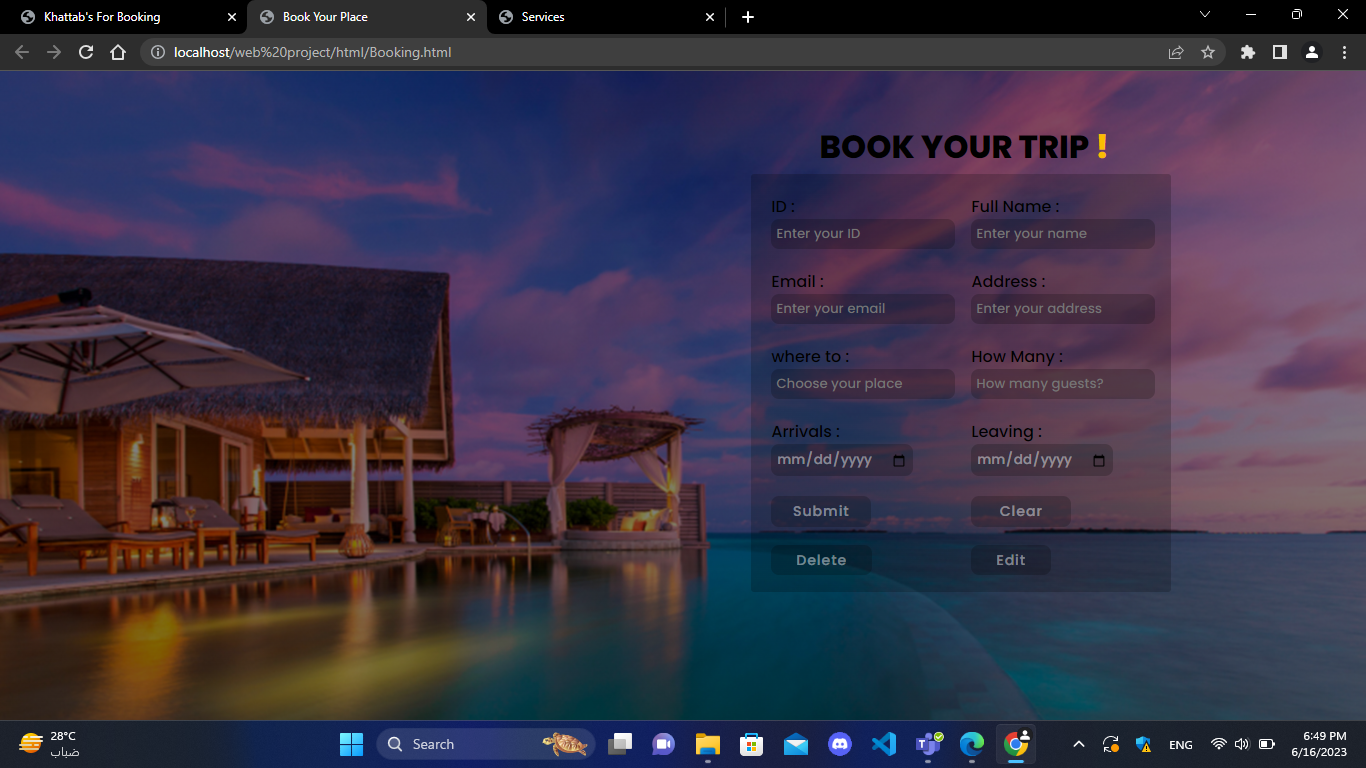 Khattab's For Booking
Book Your Place
Services
localhost/web%20project/html/Booking.html
BOOK YOUR TRIP !
ID :
Full Name :
Enter your ID
Enter your name
Email :
Address :
Enter your email
Enter your address
where to :
How Many :
Choose your place
How many guests?
Arrivals :
Leaving :
mm/dd/yyyy
mm/dd/yyyy
Submit
Clear
Delete
Edit
28°C
ضباب
Search
ENG
6:49 PM
6/16/2023